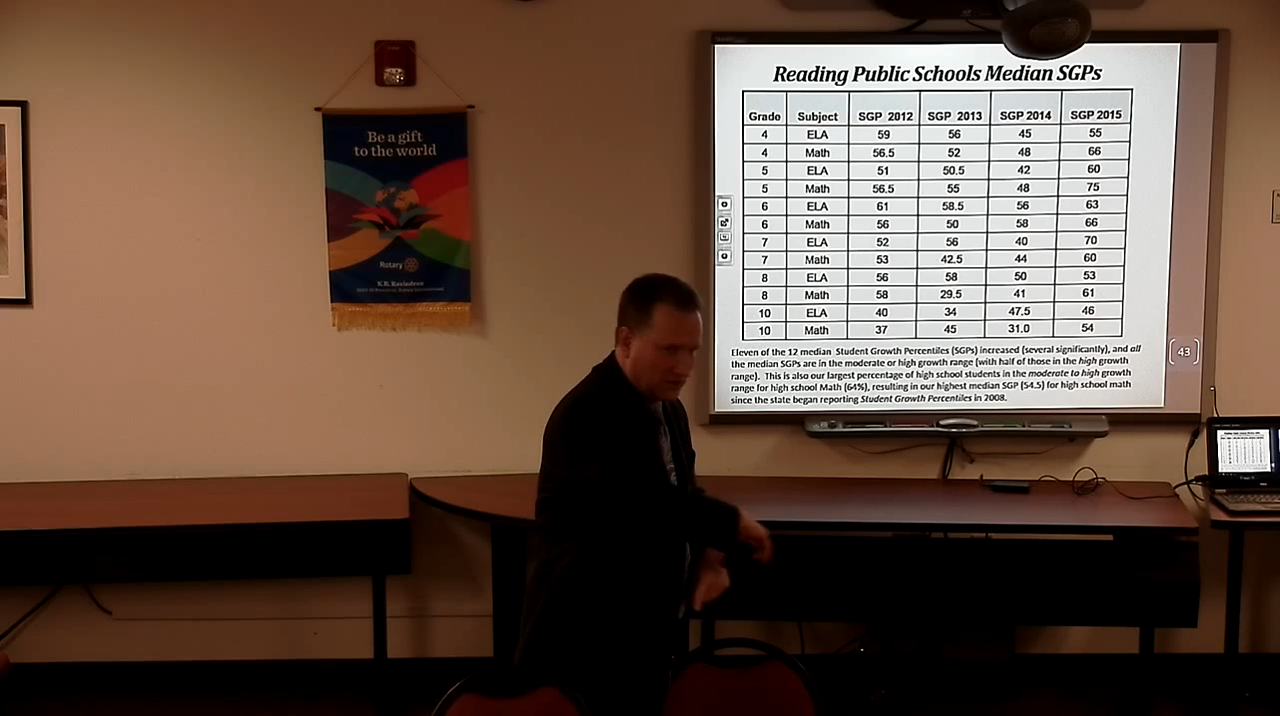 Be a gift
to the world
Rotary
Reading Public Schools Median SGPs
Grade Subject SGP 2012 SGP 2013 SGP 2014 SGP 2015
4 ELA 59 56 45 55
4 Math 56.5 52 48 66
5 ELA 51 50.5 42 60
5 Math 56.5 55 48 75
6 ELA 61 58.5 56 63
6 Math 56 50 58 66
7 ELA 52 56 40 70
7 Math 53 42.5 44 60
8 ELA 56 58 50 53
8 Math 58 29.5 41 61
10 ELA 40 34 47.5 46
10 Math 37 45 31.0 54
Eleven of the 12 median Student Growth Percentiles (SGPs) increased (several significantly), and all
the median SGPs are in the moderate or high growth range (with half of those in the high growth
range). This is also our largest percentage of high school students in the moderate to high growth
range for high school Math (64%), resulting in our highest median SGP (54.5) for high school math
since the state began reporting Student Growth Percentiles in 2008.
43